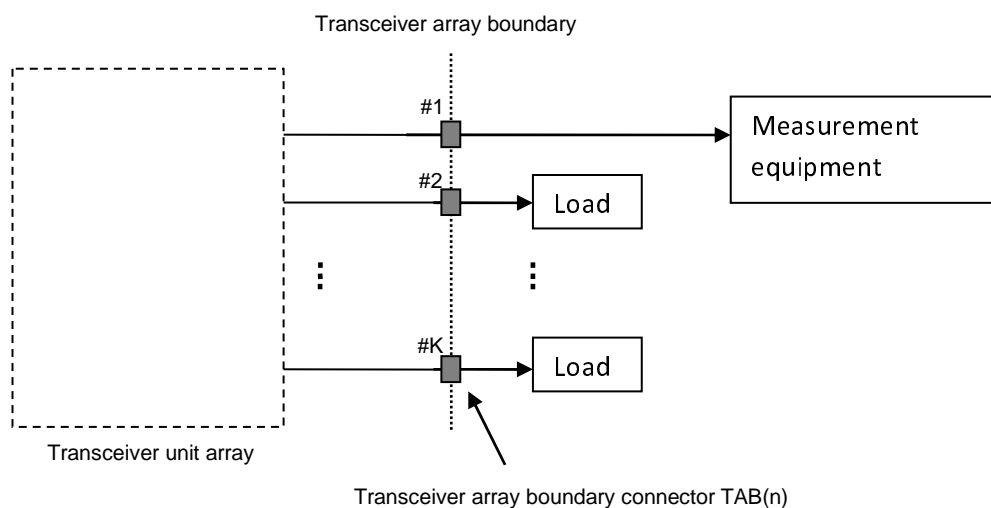 Transceiver array boundary
#1
Measurement
equipment
#2
Load
#K
Load
Transceiver unit array
Transceiver array boundary connector TAB(n)